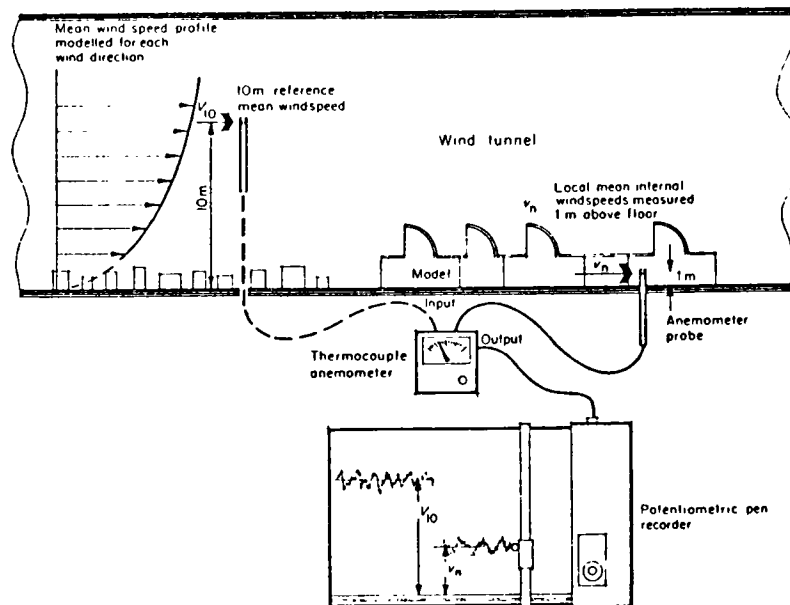 Mean wind speed profile
modelled for each
wind direction
V10
10m reference
mean windspeed
10m
Wind tunnel
vn
Local mean internal
windspeeds measured
1m above floor
Model
vn
1m
Input
Anemometer
probe
Output
Thermocouple
anemometer
V10
vn
Potentiometric pen
recorder